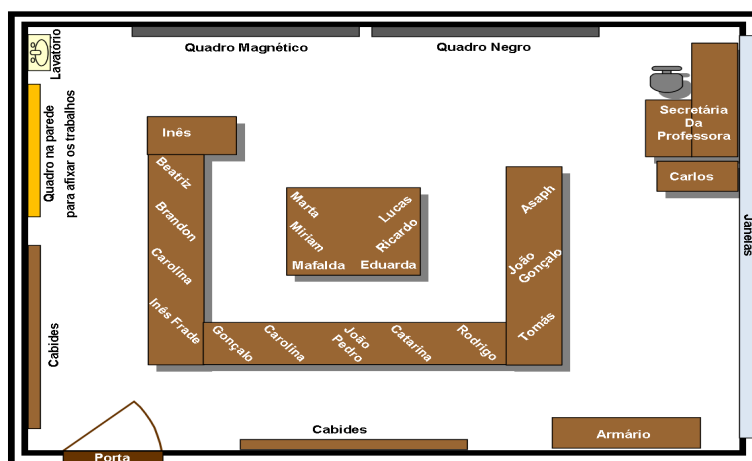 Quadro Magnético
Quadro Negro
Lavatório
Quadro na parede
para afixar os trabalhos
Cabides
Inês
Beatriz
Brandon
Carolina
Inês Frade
Gonçalo
Carolina
João
Pedro
Catarina
Rodrigo
Marta
Miriam
Mafalda
Lucas
Ricardo
Eduarda
Asaph
João
Gonçalo
Tomás
Secretária
Da
Professora
Carlos
Janelas
Cabides
Armário
Porta